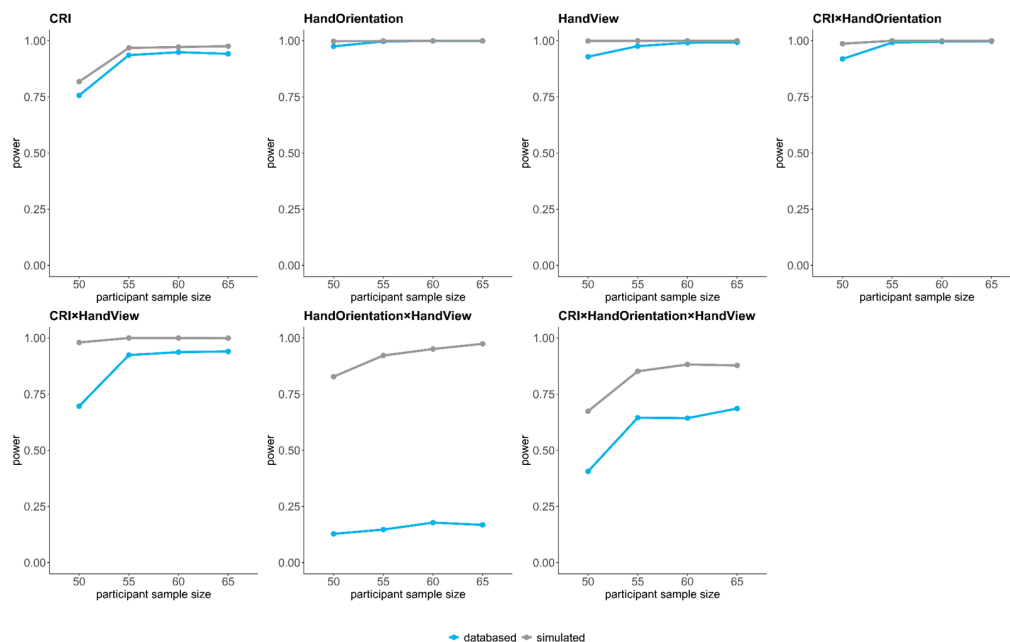 CRI HandOrientation HandView CRI×HandOrientation
1.00 1.00 1.00 1.00
0.75 0.75 0.75 0.75
power power power power
0.50 0.50 0.50 0.50
0.25 0.25 0.25 0.25
0.00 0.00 0.00 0.00
50 55 60 65 50 55 60 65 50 55 60 65 50 55 60 65
participant sample size participant sample size participant sample size participant sample size
CRI×HandView HandOrientation×HandView CRI×HandOrientation×HandView
1.00 1.00 1.00
0.75 0.75 0.75
power power power
0.50 0.50 0.50
0.25 0.25 0.25
0.00 0.00 0.00
50 55 60 65 50 55 60 65 50 55 60 65
participant sample size participant sample size participant sample size
databased simulated